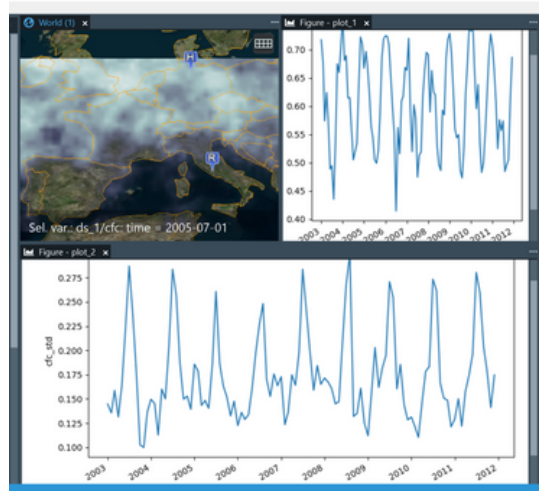 World (1) ×
H
R
Sel. var.: ds_1/cfc: time = 2005-07-01
Figure - plot_1 ×
0.70
0.65
0.60
0.55
0.50
0.45
0.40
2003 2004 2005 2006 2007 2008 2009 2010 2011 2012
Figure - plot_2 ×
0.275
0.250
0.225
0.200
0.175
0.150
0.125
0.100
cfc_std
2003 2004 2005 2006 2007 2008 2009 2010 2011 2012